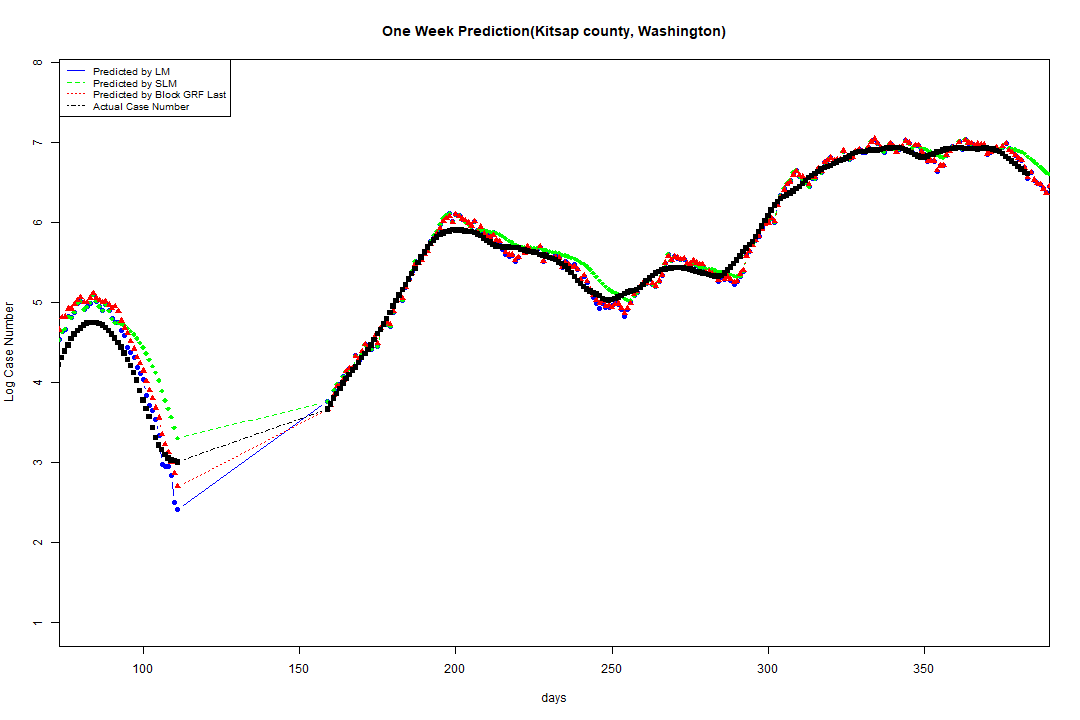 One Week Prediction(Kitsap county, Washington)
Predicted by LM
Predicted by SLM
Predicted by Block GRF Last
Actual Case Number
Log Case Number
8
7
6
5
4
3
2
1
100 150 200 250 300 350
days